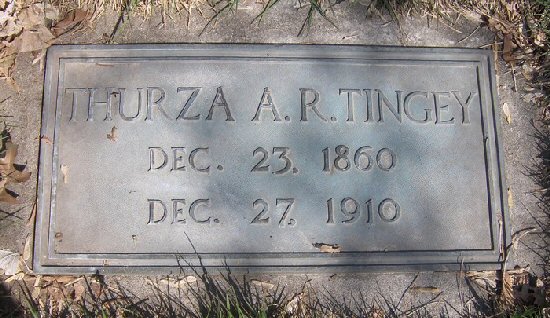 THURZA A. R. TINGEY
DEC. 23, 1860
DEC. 27, 1910